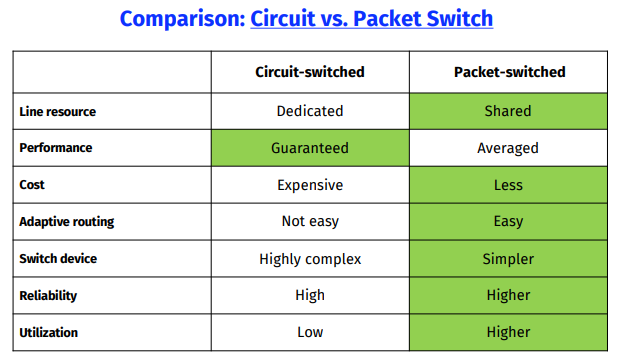 Comparison: Circuit vs. Packet Switch
Circuit-switched Packet-switched
Line resource Dedicated Shared
Performance Guaranteed Averaged
Cost Expensive Less
Adaptive routing Not easy Easy
Switch device Highly complex Simpler
Reliability High Higher
Utilization Low Higher